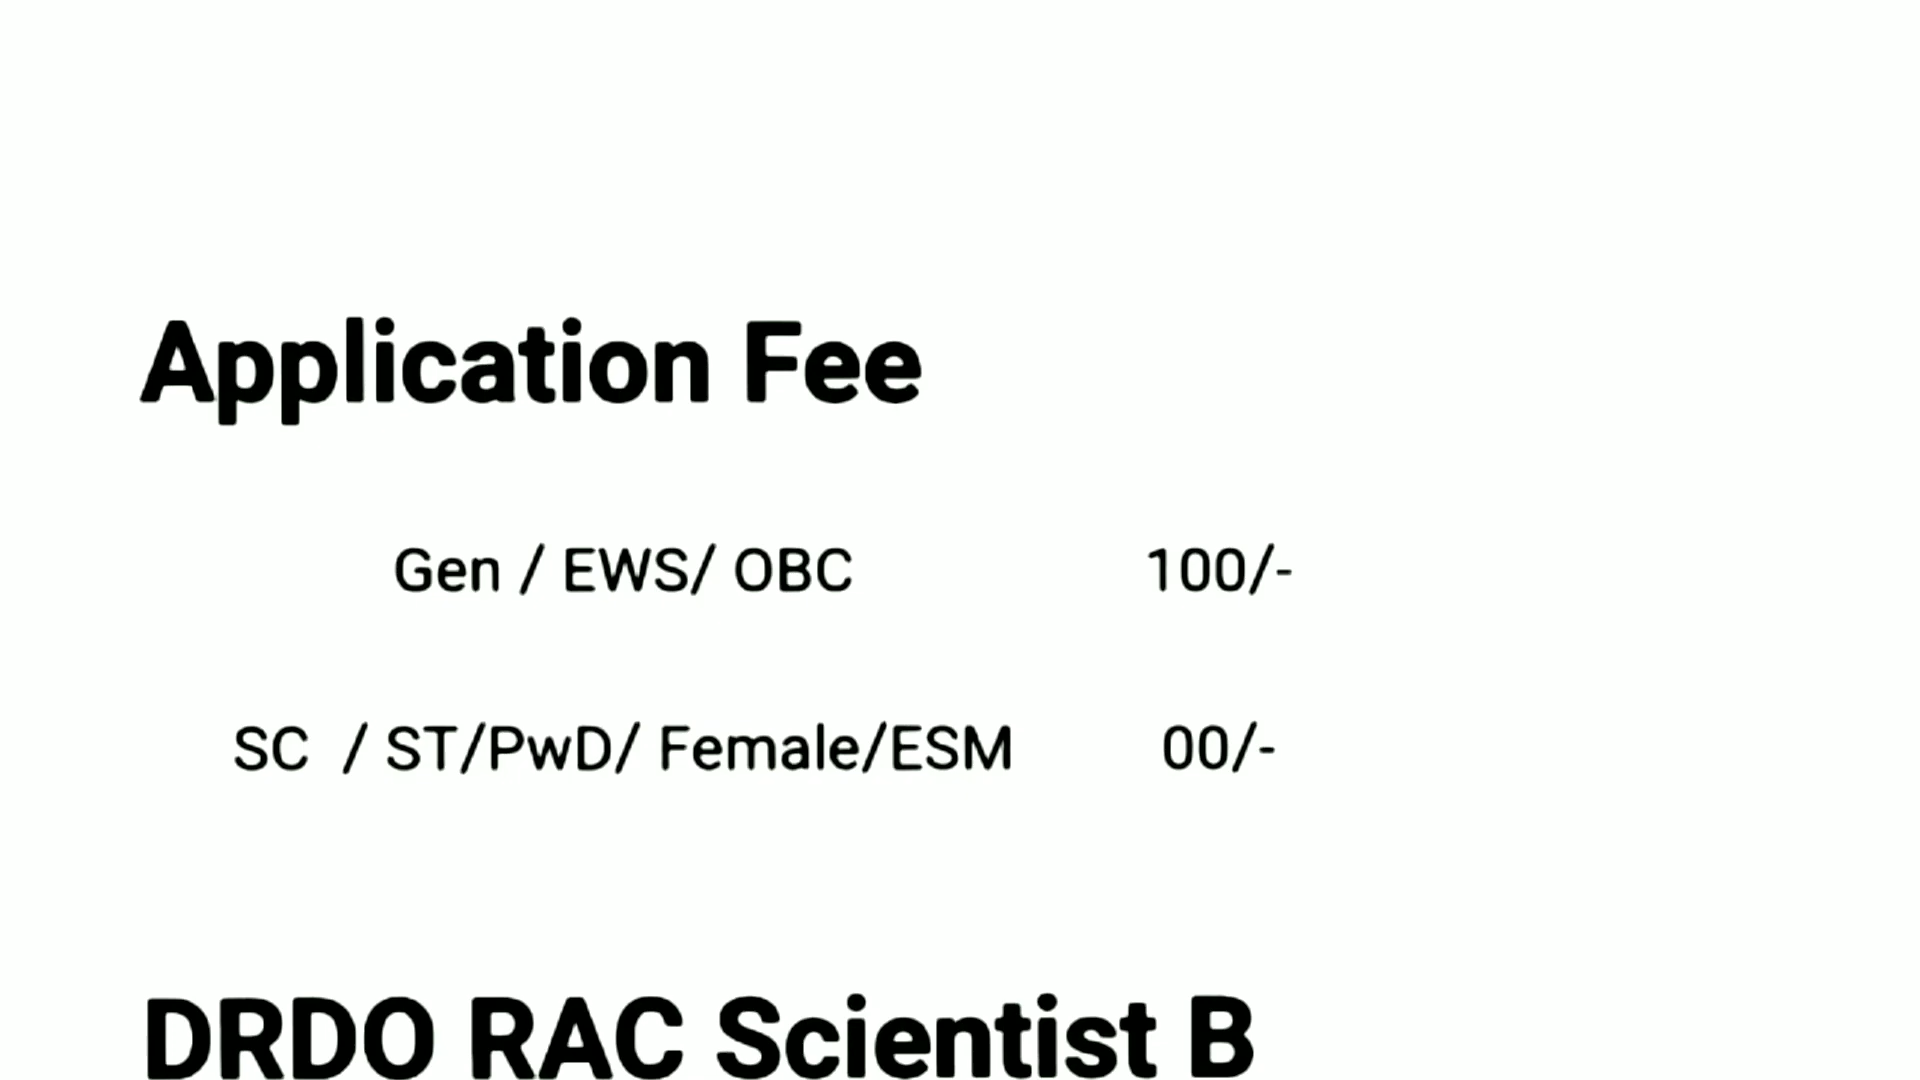 Application Fee
Gen / EWS/ OBC 100/-
SC / ST/PwD/ Female/ESM 00/-
DRDO RAC Scientist B